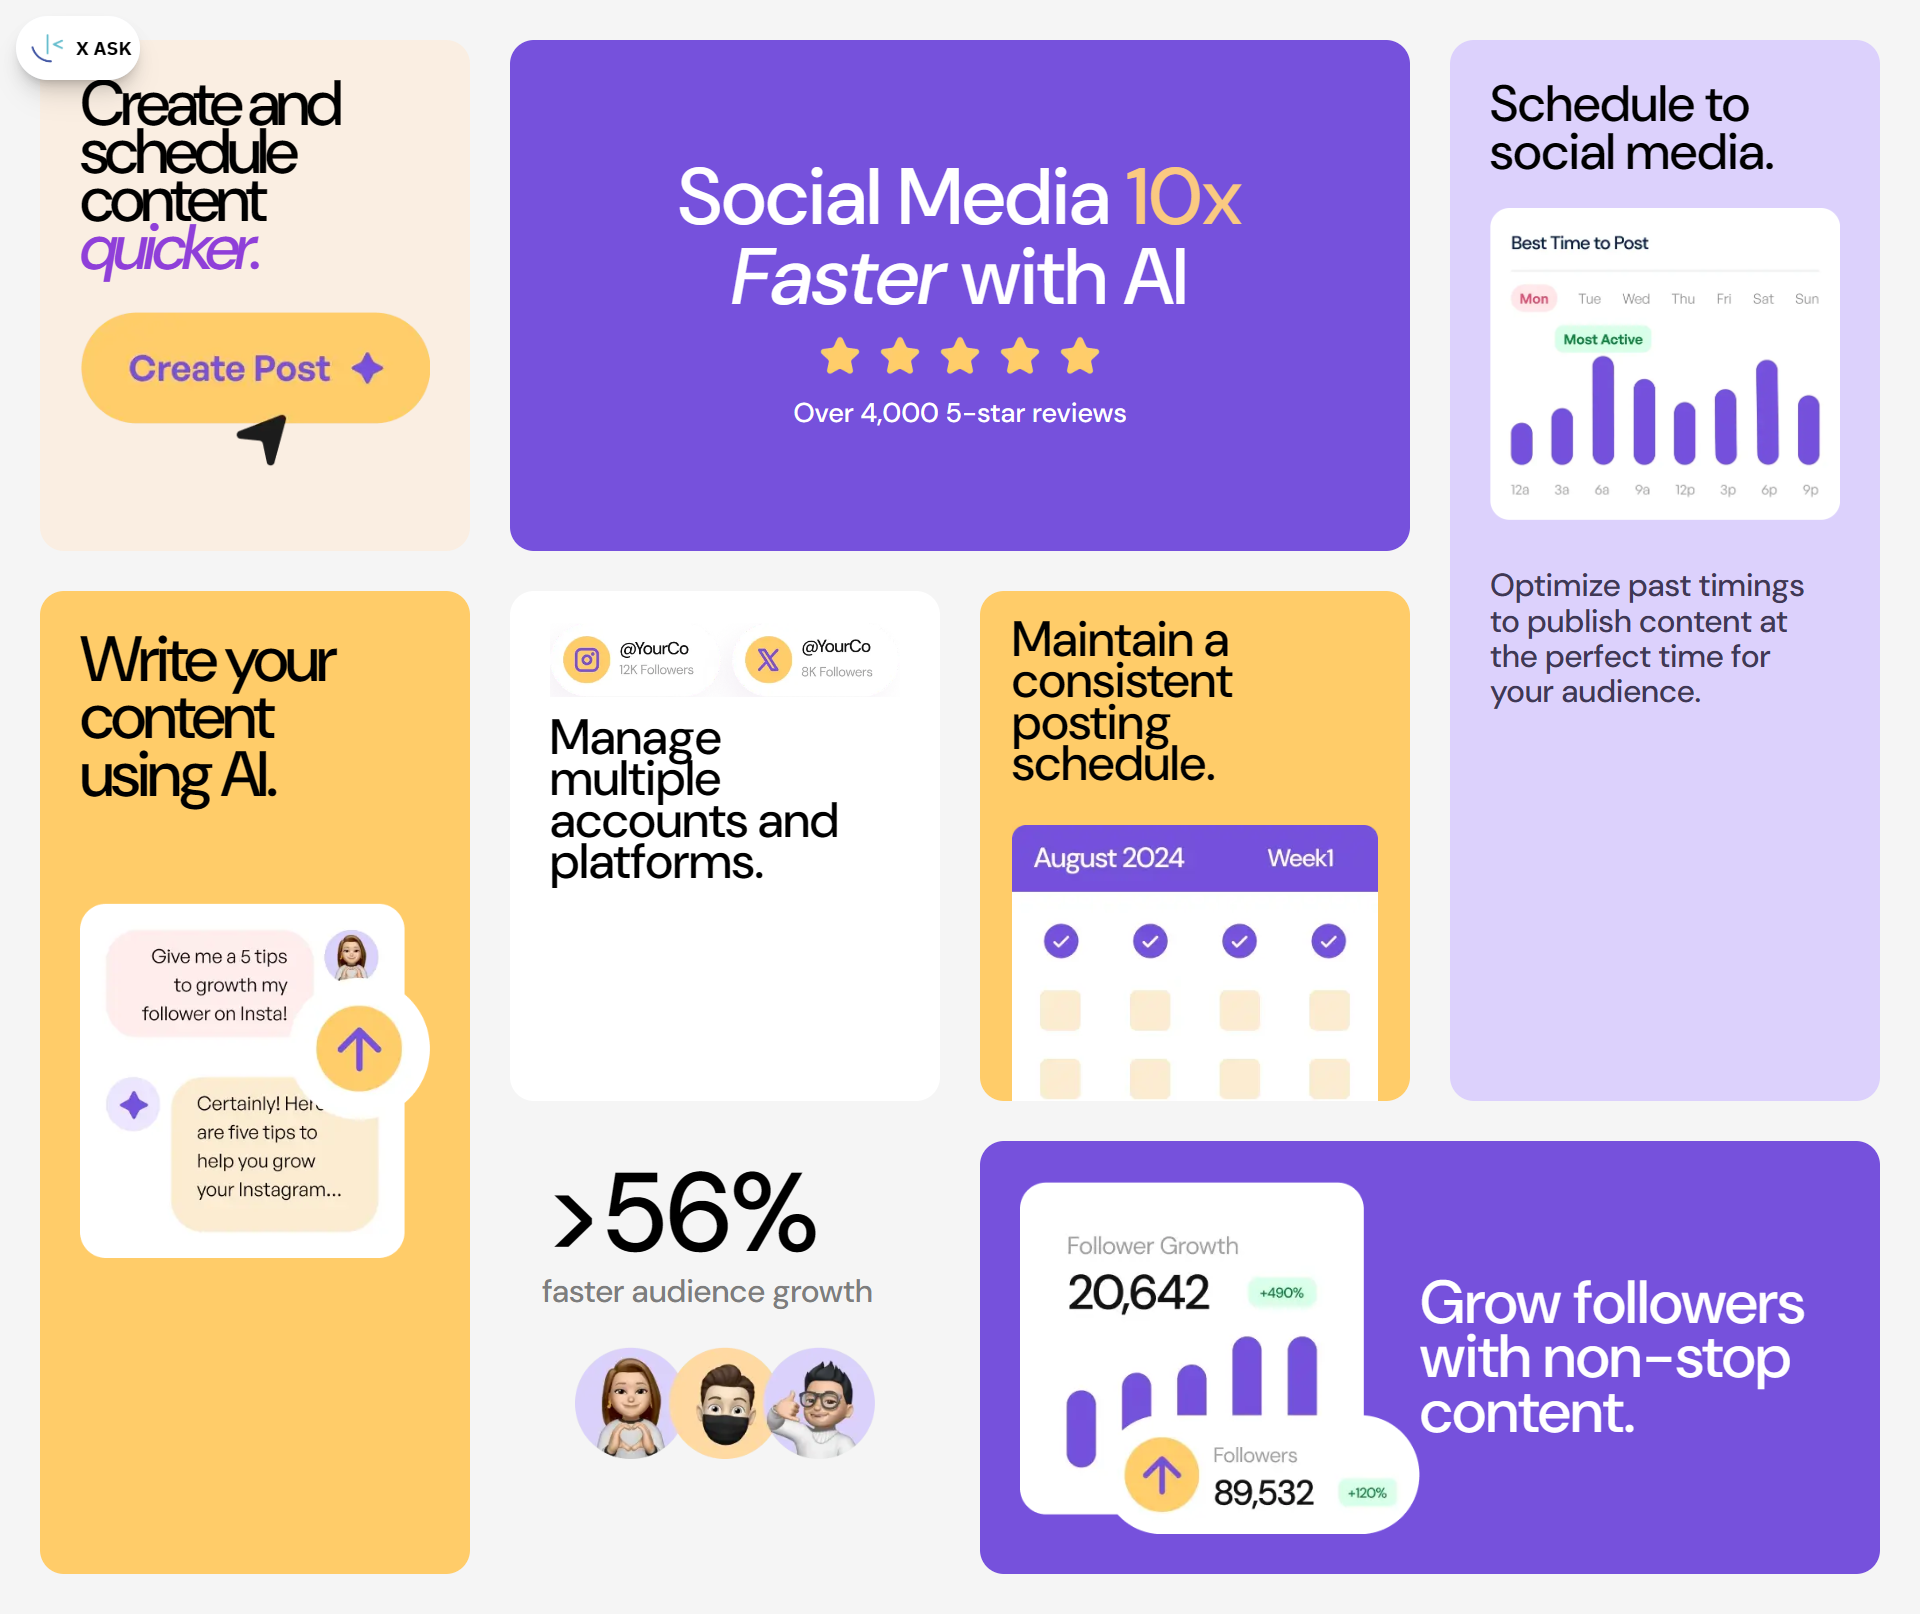 X ASK
Create and
schedule
content
quicker.
Create Post
Social Media 10x
Faster with AI
Over 4,000 5-star reviews
Schedule to
social media.
Best Time to Post
Mon Tue Wed Thu Fri Sat Sun
Most Active
12a 3a 6a 9a 12p 3p 6p 9p
Optimize past timings
to publish content at
the perfect time for
your audience.
Write your
content
using AI.
Give me a 5 tips
to growth my
follower on Insta!
Certainly!
are five tips to
help you grow
your Instagram...
@YourCo
12K Followers
@YourCo
8K Followers
Manage
multiple
accounts and
platforms.
Maintain a
consistent
posting
schedule.
August 2024 Week1
>56%
faster audience growth
Follower Growth
20,642 +490%
Followers
89,532 +120%
Grow followers
with non-stop
content.